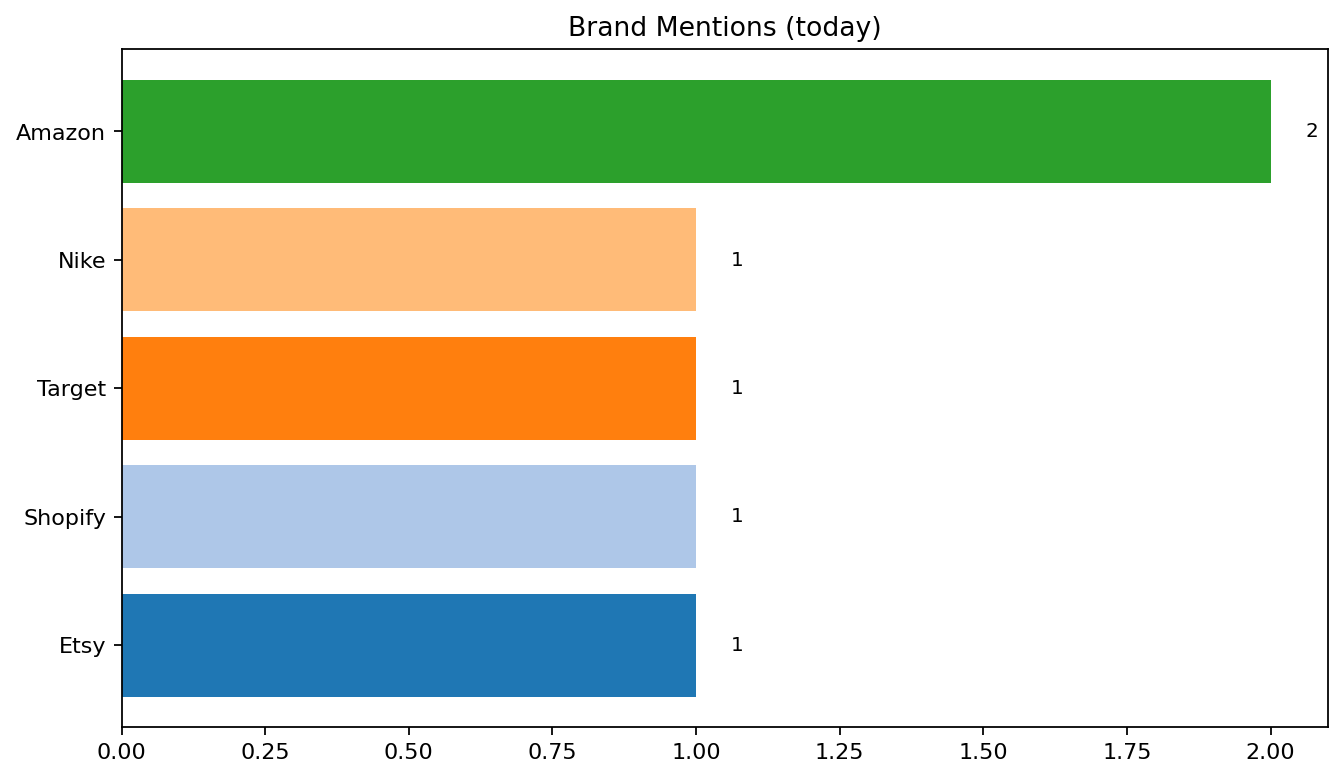 Brand Mentions (today)
Amazon 2
Nike 1
Target 1
Shopify 1
Etsy 1
0.00 0.25 0.50 0.75 1.00 1.25 1.50 1.75 2.00